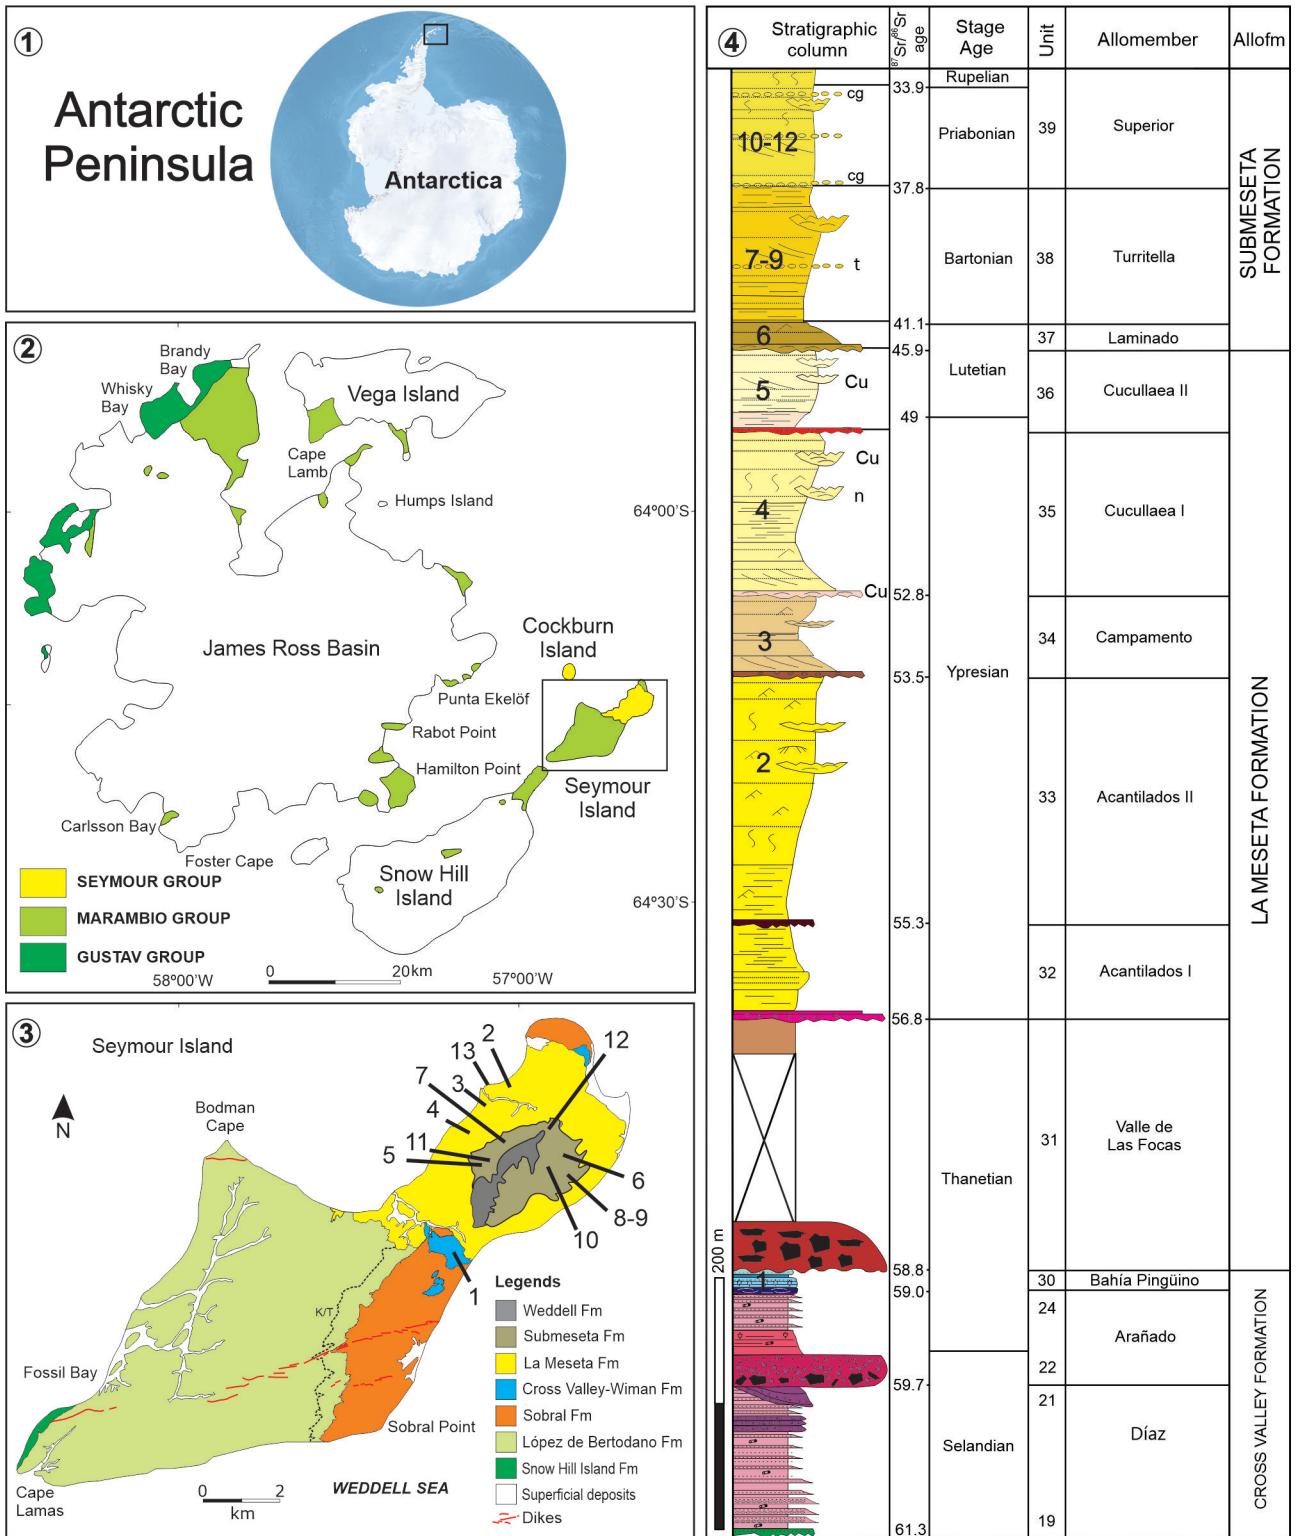 1
Antarctic
Peninsula
Antarctica
2
Brandy
Bay
Whisky
Bay
Vega Island
Cape
Lamb
Humps Island
64º00'S
James Ross Basin
Cockburn
Island
Punta Ekelöf
Rabot Point
Hamilton Point
Seymour
Island
Carlsson Bay
Foster Cape
Snow Hill
Island
64º30'S
SEYMOUR GROUP
MARAMBIO GROUP
GUSTAV GROUP
58º00'W
0
20km
57º00'W
3
Seymour Island
N
Bodman
Cape
12
2
13
7
3
4
11
5
6
8-9
10
1
K/T
Fossil Bay
Sobral Point
Cape
Lamas
0
2
km
WEDDELL SEA
Legends
Weddell Fm
Submeseta Fm
La Meseta Fm
Cross Valley-Wiman Fm
Sobral Fm
López de Bertodano Fm
Snow Hill Island Fm
Superficial deposits
Dikes
4
Stratigraphic
column
87Sr/86Sr
age
Stage
Age
Unit
Allomember
Allofm
Rupelian
33.9
cg
10-12
Priabonian
39
Superior
cg
37.8
7-9
t
Bartonian
38
Turritella
SUBMESETA
FORMATION
41.1
6
37
Laminado
45.9
Lutetian
5
Cu
36
Cucullaea II
49
Cu
n
4
35
Cucullaea I
Cu
52.8
3
34
Campamento
53.5
Ypresian
2
33
Acantilados II
LA MESETA FORMATION
55.3
32
Acantilados I
56.8
31
Valle de
Las Focas
Thanetian
200 m
58.8
1
30
Bahía Pingüino
59.0
24
Arañado
22
59.7
21
Díaz
Selandian
19
61.3
CROSS VALLEY FORMATION